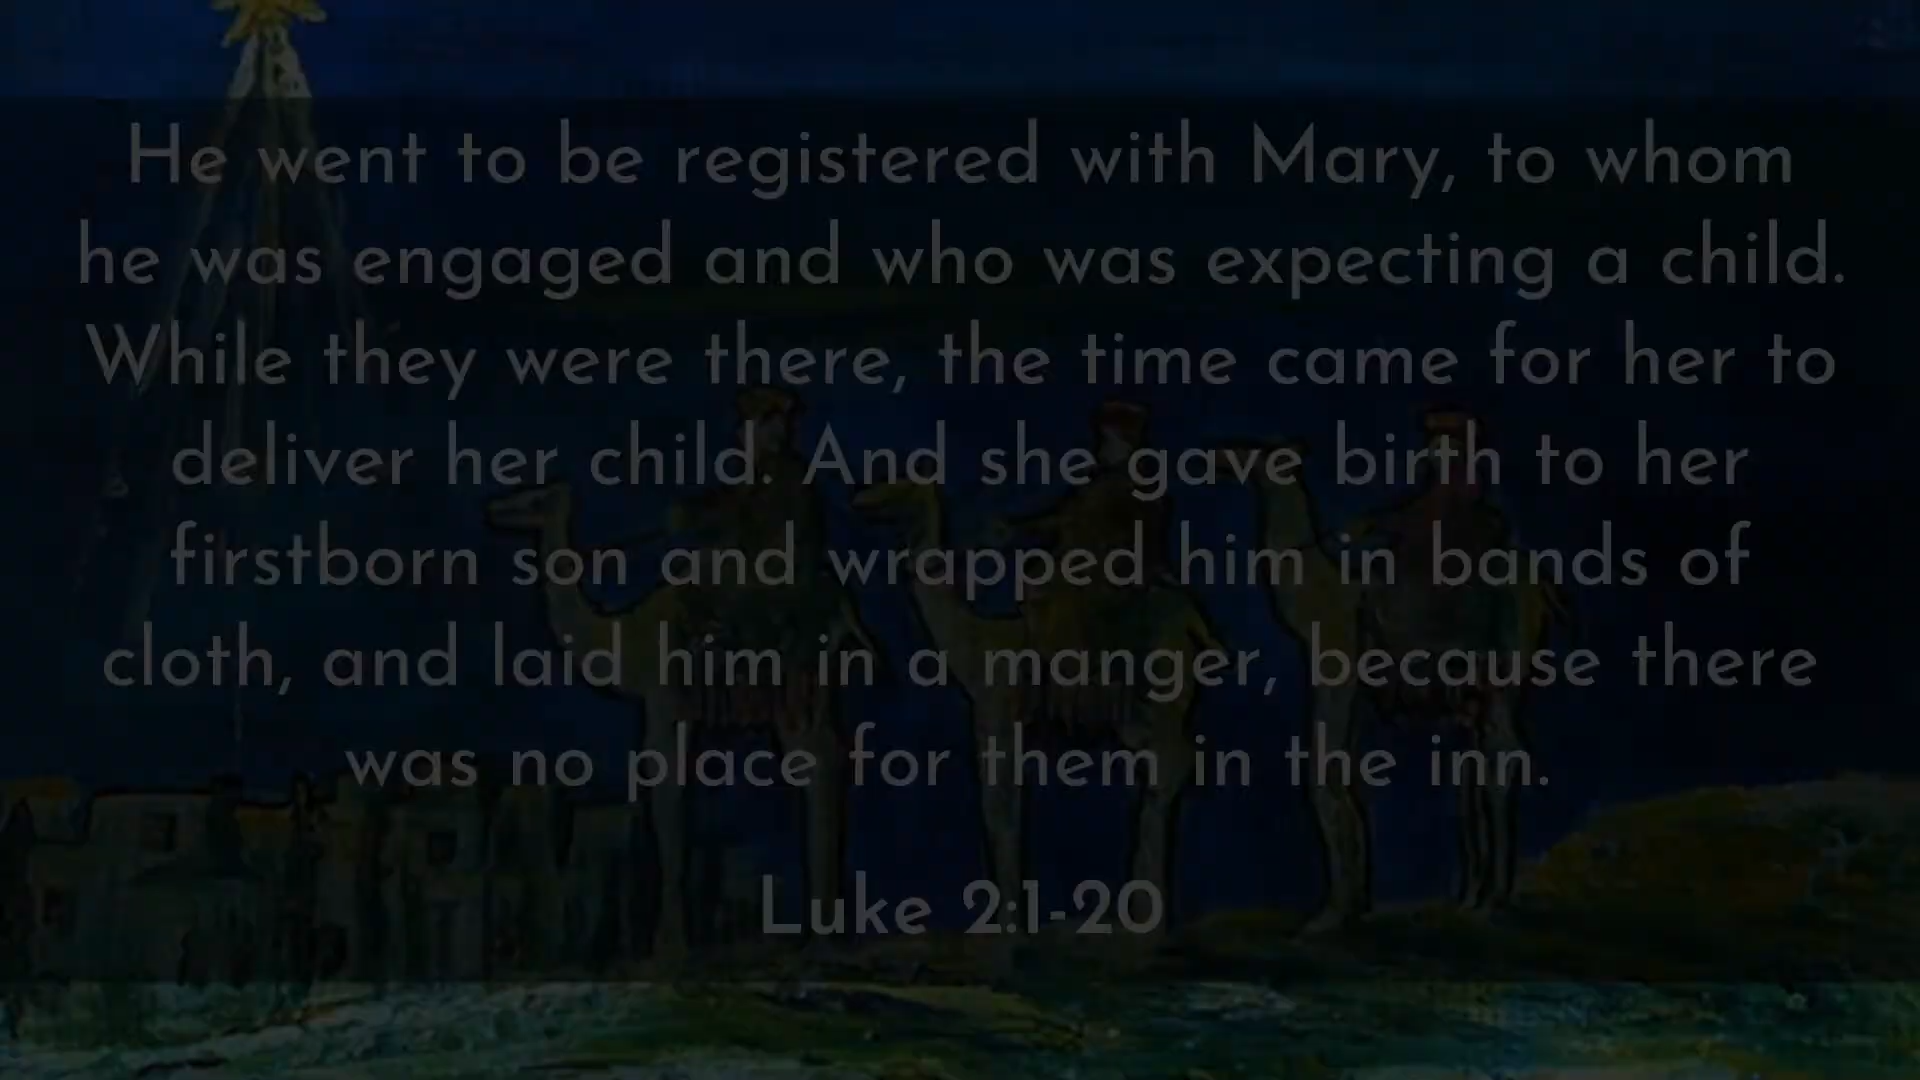 He went to be registered with Mary, to whom
he was engaged and who was expecting a child.
While they were there, the time came for her to
deliver her child. And she gave birth to her
firstborn son and wrapped him in bands of
cloth, and laid him in a manger, because there
was no place for them in the inn.
Luke 2:1-20